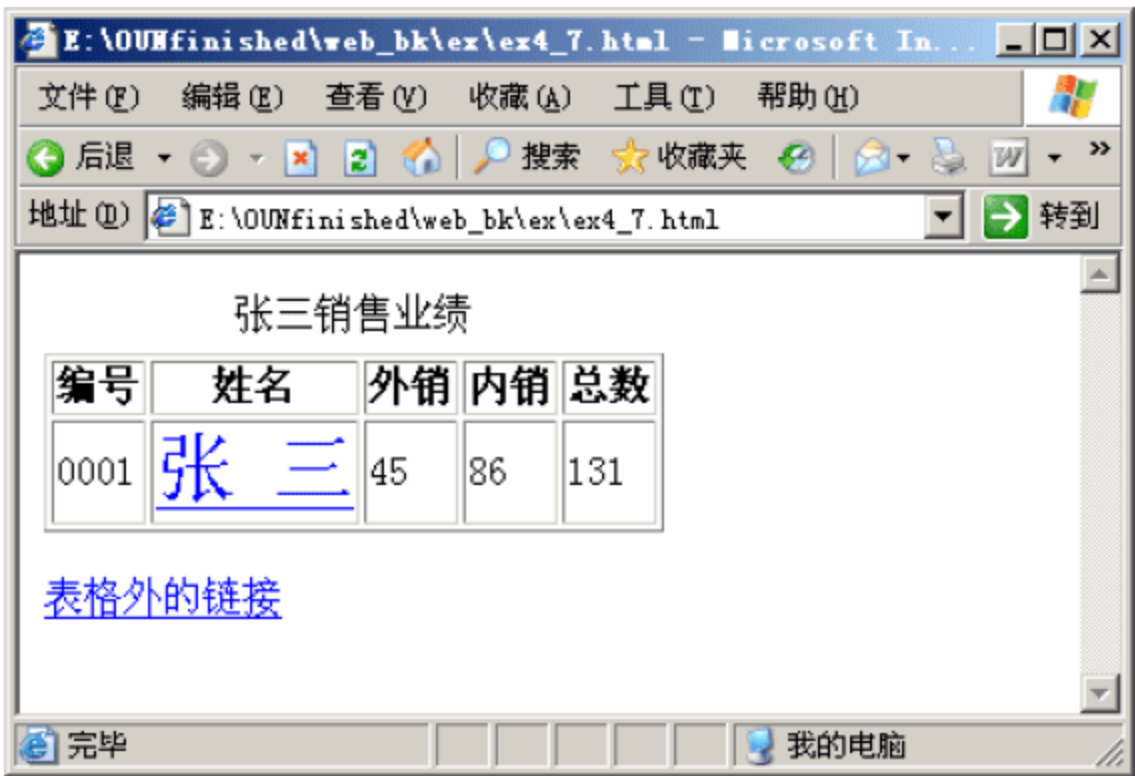 E:\OUNfinished\web_bk\ex\ex4_7.html - Microsoft In...
文件(F) 编辑(E) 查看(V) 收藏(A) 工具(T) 帮助(H)
后退 搜索 收藏夹 W »
地址(D) E:\OUNfinished\web_bk\ex\ex4_7.html 转到
张三销售业绩
编号 姓名 外销 内销 总数
0001 张 三 45 86 131
表格外的链接
完毕 我的电脑